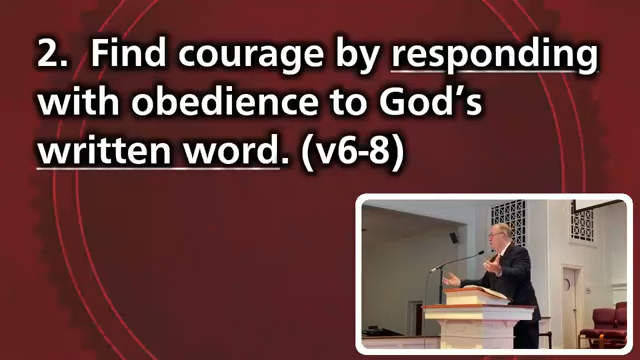 2. Find courage by responding
with obedience to God's
written word. (v6-8)